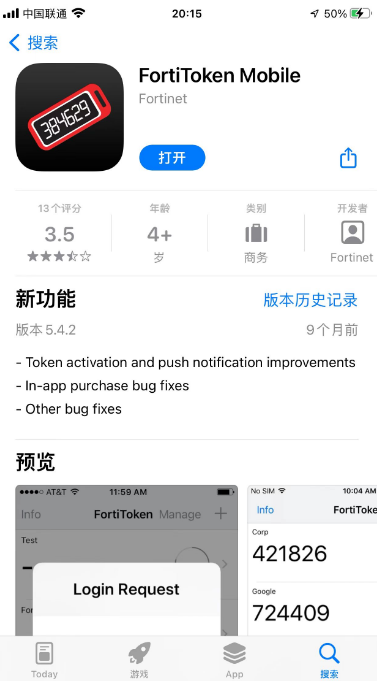 中国联通 20:15 50%
搜索
384629
FortiToken Mobile
Fortinet
打开
13个评分 年龄 类别 开发者
3.5 4+
岁 商务 Fortinet
新功能 版本历史记录
版本 5.4.2 9个月前
- Token activation and push notification improvements
- In-app purchase bug fixes
- Other bug fixes
预览
AT&T 11:59 AM
Info FortiToken Manage +
Test
For
Login Request
No SIM 10:04 AM
Info FortiToke
Corp
421826
Google
724409
Today 游戏 App 搜索